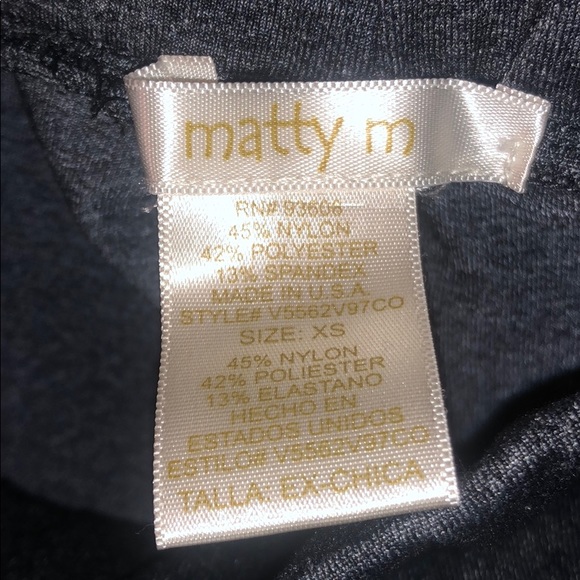 matty m
RN# 93606
45% NYLON
42% POLYESTER
13% SPANDEX
MADE IN U.S.A.
STYLE# V5562V97CO
SIZE: XS
45% NYLON
42% POLIESTER
13% ELASTANO
HECHO EN
ESTADOS UNIDOS
ESTILO# V5562V97CO
TALLA: EX-CHICA